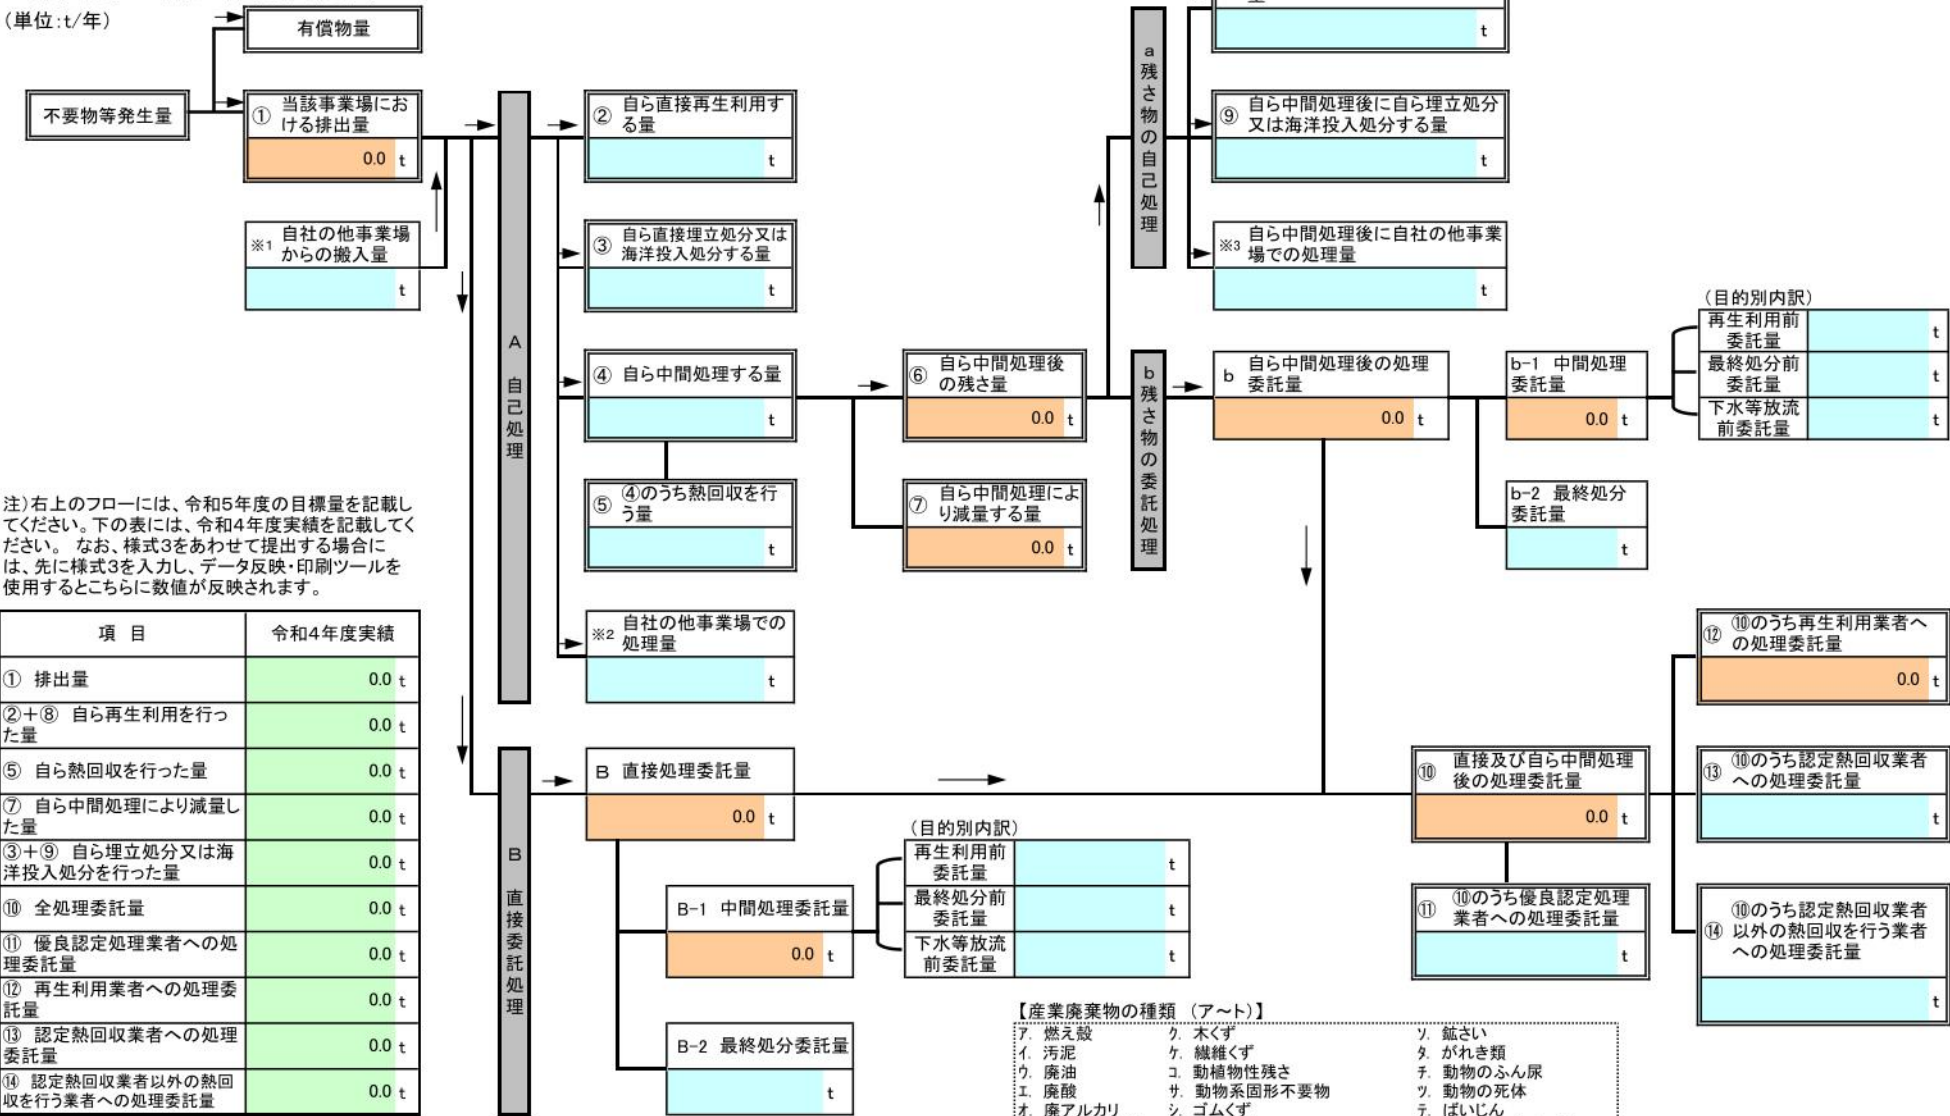 （単位：t/年）
有償物量
不要物等発生量
① 当該事業場にお
ける排出量
0.0 t
※1 自社の他事業場
からの搬入量
t
A 自己処理
② 自ら直接再生利用す
る量
t
③ 自ら直接埋立処分又は
海洋投入処分する量
t
④ 自ら中間処理する量
t
⑤ ④のうち熱回収を行
う量
t
※2 自社の他事業場での
処理量
t
⑥ 自ら中間処理後
の残さ量
0.0 t
⑦ 自ら中間処理によ
り減量する量
0.0 t
a 残さ物の自己処理
t
⑨ 自ら中間処理後に自ら埋立処分
又は海洋投入処分する量
t
※3 自ら中間処理後に自社の他事業
場での処理量
t
b 残さ物の委託処理
b 自ら中間処理後の処理
委託量
0.0 t
b-1 中間処理
委託量
0.0 t
（目的別内訳）
再生利用前
委託量
t
最終処分前
委託量
t
下水等放流
前委託量
t
b-2 最終処分
委託量
t
注）右上のフローには、令和5年度の目標量を記載し
てください。下の表には、令和4年度実績を記載してく
ださい。 なお、様式3をあわせて提出する場合に
は、先に様式3を入力し、データ反映・印刷ツールを
使用するとこちらに数値が反映されます。
項 目 令和4年度実績
① 排出量 0.0 t
②＋⑧ 自ら再生利用を行っ
た量
0.0 t
⑤ 自ら熱回収を行った量 0.0 t
⑦ 自ら中間処理により減量し
た量
0.0 t
③＋⑨ 自ら埋立処分又は海
洋投入処分を行った量
0.0 t
⑩ 全処理委託量 0.0 t
⑪ 優良認定処理業者への処
理委託量
0.0 t
⑫ 再生利用業者への処理委
託量
0.0 t
⑬ 認定熱回収業者への処理
委託量
0.0 t
⑭ 認定熱回収業者以外の熱回
収を行う業者への処理委託量
0.0 t
B 直接委託処理
B 直接処理委託量
0.0 t
B-1 中間処理委託量
0.0 t
（目的別内訳）
再生利用前
委託量
t
最終処分前
委託量
t
下水等放流
前委託量
t
B-2 最終処分委託量
t
⑩ 直接及び自ら中間処理
後の処理委託量
0.0 t
⑪ ⑩のうち優良認定処理
業者への処理委託量
t
⑫ ⑩のうち再生利用業者へ
の処理委託量
0.0 t
⑬ ⑩のうち認定熱回収業者
への処理委託量
t
⑭ ⑩のうち認定熱回収業者
以外の熱回収を行う業者
への処理委託量
t
【産業廃棄物の種類 （ア～ト）】
ア. 燃え殻 ク. 木くず ソ. 鉱さい
イ. 汚泥 ケ. 繊維くず タ. がれき類
ウ. 廃油 コ. 動植物性残さ チ. 動物のふん尿
エ. 廃酸 サ. 動物系固形不要物 ツ. 動物の死体
オ. 廃アルカリ シ. ゴムくず テ. ばいじん